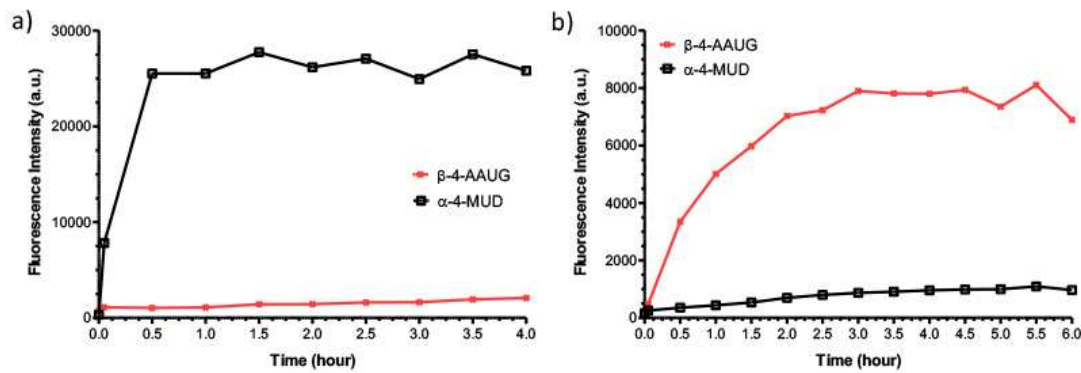 a)
30000
20000
10000
0
Fluorescence Intensity (a.u.)
β-4-AAUG
α-4-MUD
0.0 0.5 1.0 1.5 2.0 2.5 3.0 3.5 4.0
Time (hour)
b)
10000
8000
6000
4000
2000
0
Fluorescence Intensity (a.u.)
β-4-AAUG
α-4-MUD
0.0 0.5 1.0 1.5 2.0 2.5 3.0 3.5 4.0 4.5 5.0 5.5 6.0
Time (hour)